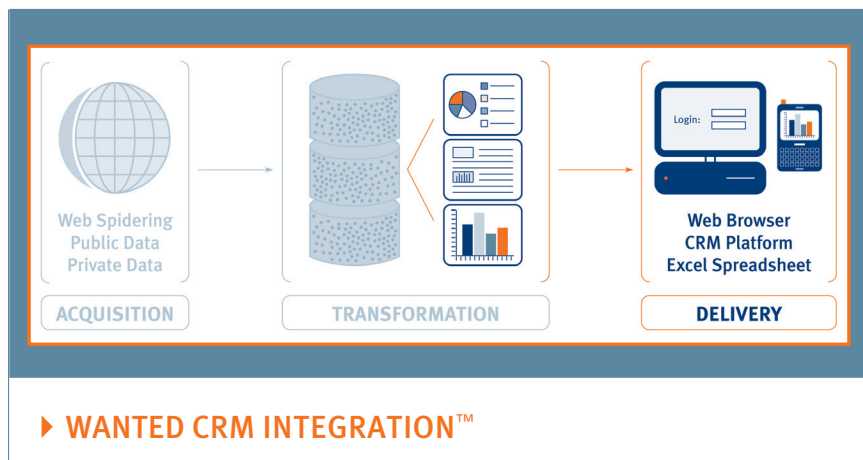 Web Spidering
Public Data
Private Data
ACQUISITION
TRANSFORMATION
Login:
Web Browser
CRM Platform
Excel Spreadsheet
DELIVERY
WANTED CRM INTEGRATION™